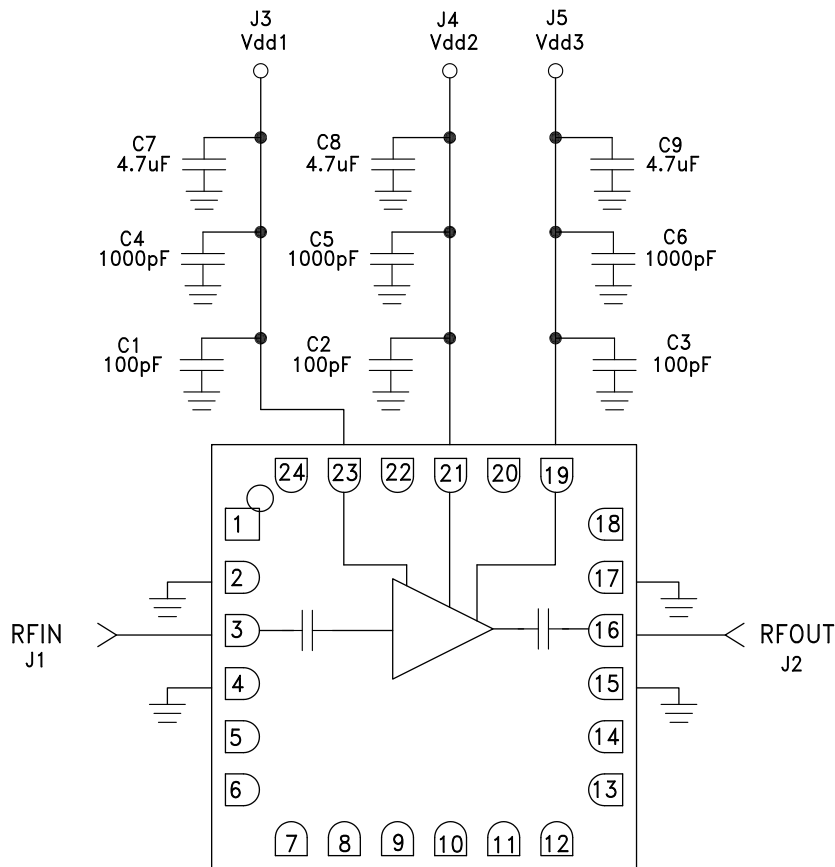 J3
Vdd1
J4
Vdd2
J5
Vdd3
C7
4.7uF
C8
4.7uF
C9
4.7uF
C4
1000pF
C5
1000pF
C6
1000pF
C1
100pF
C2
100pF
C3
100pF
24
23
22
21
20
19
1
18
2
17
RFIN
J1
3
16
RFOUT
J2
4
15
5
14
6
13
7
8
9
10
11
12